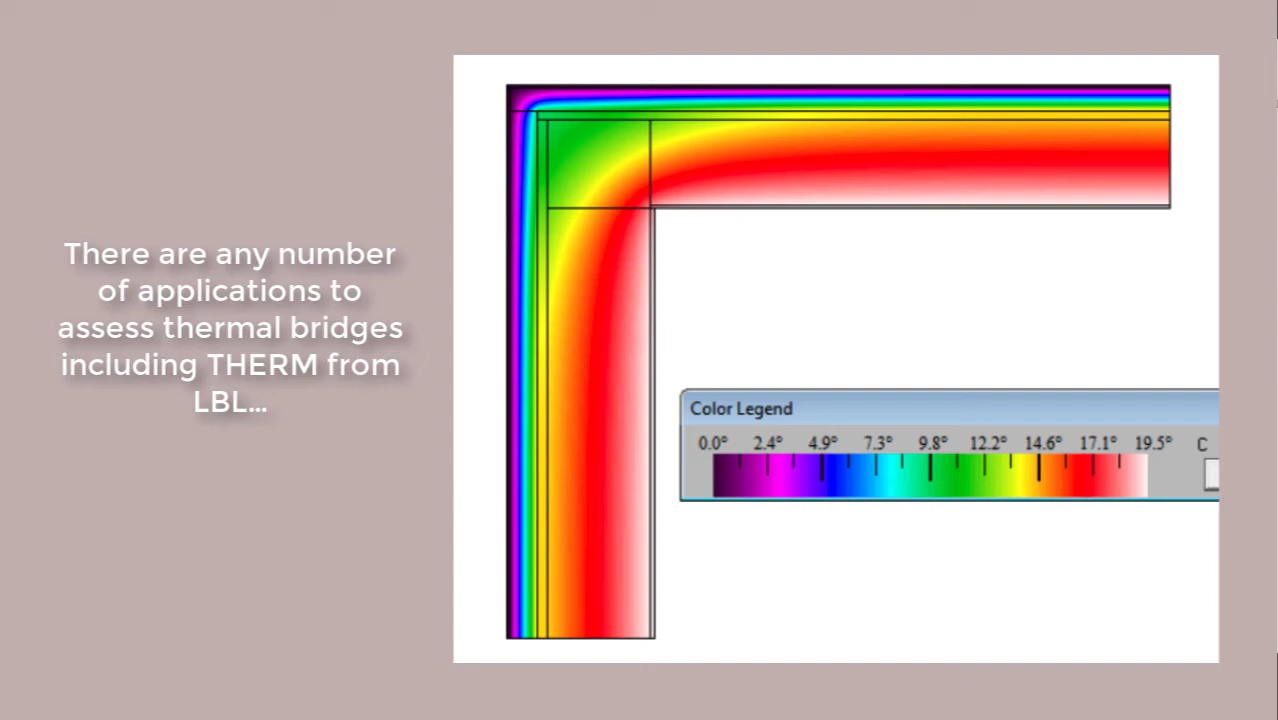 There are any number
of applications to
assess thermal bridges
including THERM from
LBL...
Color Legend
0.0° 2.4° 4.9° 7.3° 9.8° 12.2° 14.6° 17.1° 19.5° C